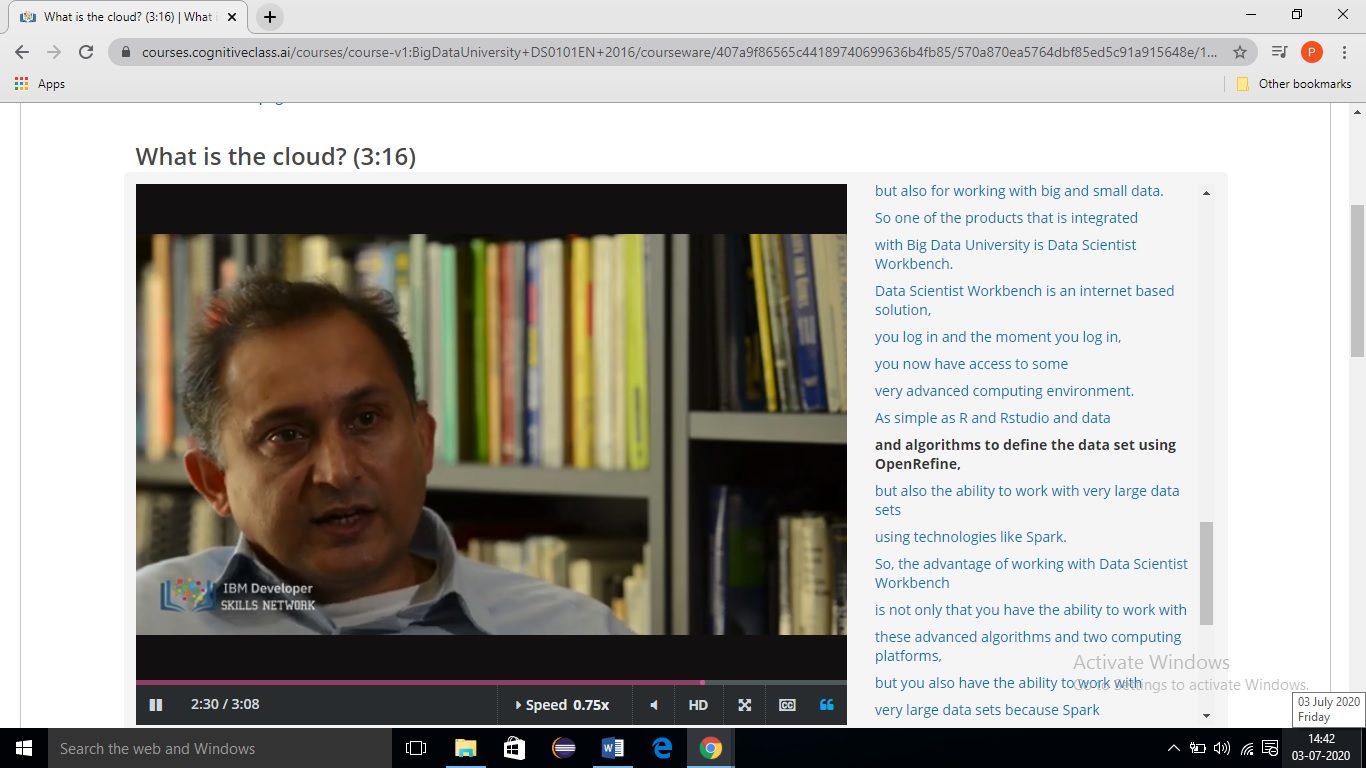 What is the cloud? (3:16) | What i
courses.cognitiveclass.ai/courses/course-v1:BigDataUniversity+DS0101EN+2016/courseware/407a9f86565c44189740699636b4fb85/570a870ea5764dbf85ed5c91a915648e/1...
P
Apps
Other bookmarks
What is the cloud? (3:16)
but also for working with big and small data.
So one of the products that is integrated
with Big Data University is Data Scientist
Workbench.
Data Scientist Workbench is an internet based
solution,
you log in and the moment you log in,
you now have access to some
very advanced computing environment.
As simple as R and Rstudio and data
and algorithms to define the data set using
OpenRefine,
but also the ability to work with very large data
sets
using technologies like Spark.
So, the advantage of working with Data Scientist
Workbench
is not only that you have the ability to work with
these advanced algorithms and two computing
platforms,
but you also have the ability to work with
very large data sets because Spark
IBM Developer
SKILLS NETWORK
2:30 / 3:08
Speed 0.75x
HD
CC
Activate Windows
Go to Settings to activate Windows.
03 July 2020
Friday
Search the web and Windows
14:42
03-07-2020